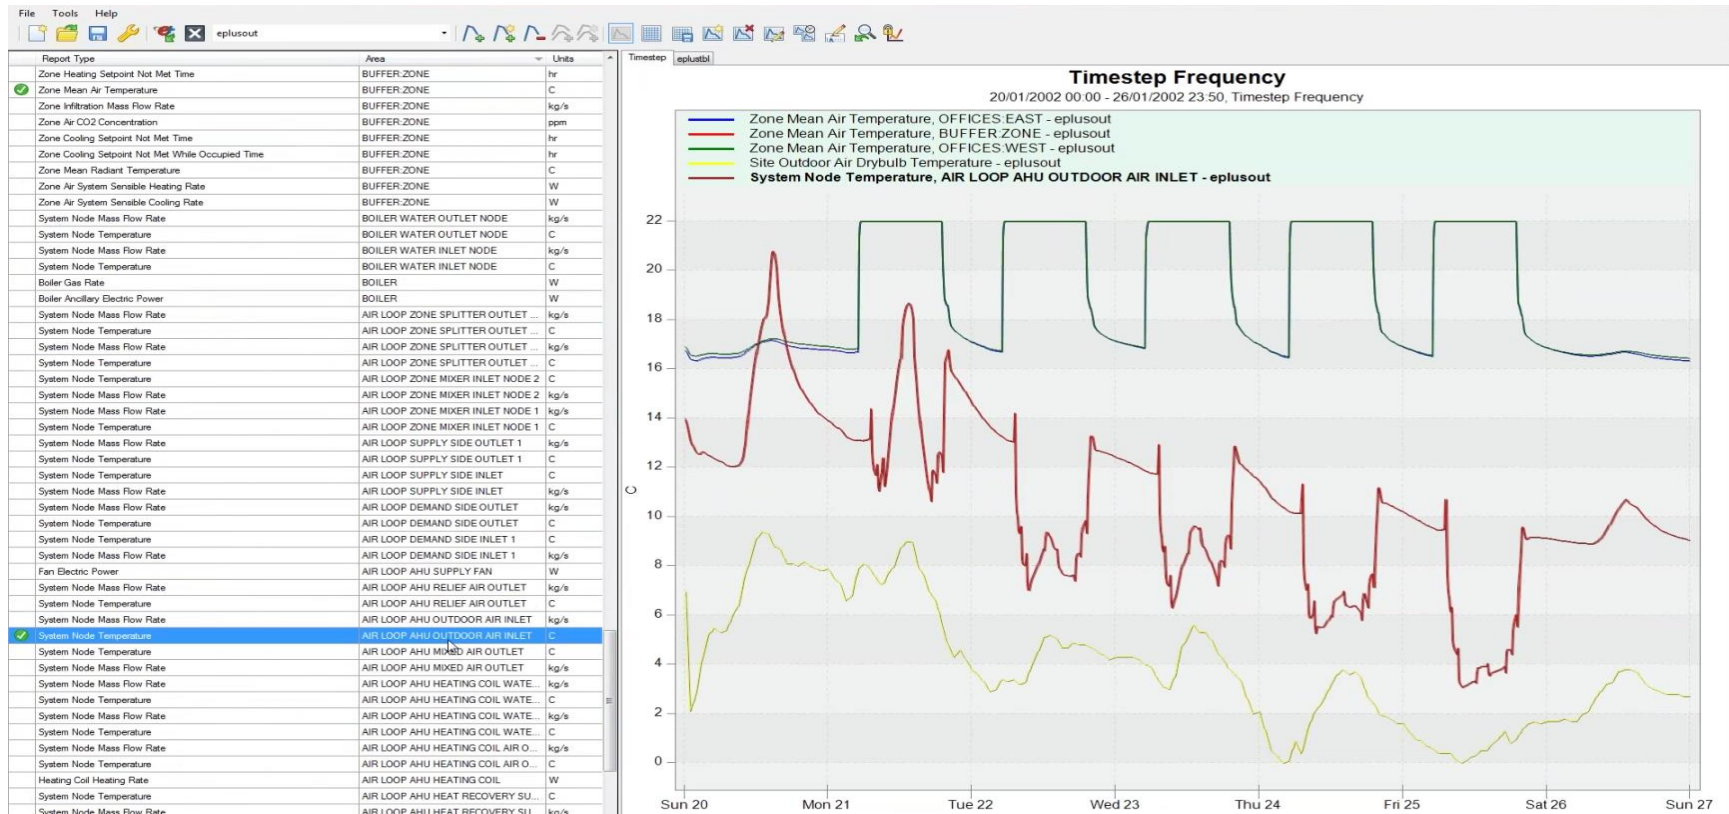 File Tools Help
eplusout
Report Type Area Units
Zone Heating Setpoint Not Met Time BUFFER:ZONE hr
Zone Mean Air Temperature BUFFER:ZONE C
Zone Infiltration Mass Flow Rate BUFFER:ZONE kg/s
Zone Air CO2 Concentration BUFFER:ZONE ppm
Zone Cooling Setpoint Not Met Time BUFFER:ZONE hr
Zone Cooling Setpoint Not Met While Occupied Time BUFFER:ZONE hr
Zone Mean Radiant Temperature BUFFER:ZONE C
Zone Air System Sensible Heating Rate BUFFER:ZONE W
Zone Air System Sensible Cooling Rate BUFFER:ZONE W
System Node Mass Flow Rate BOILER WATER OUTLET NODE kg/s
System Node Temperature BOILER WATER OUTLET NODE C
System Node Mass Flow Rate BOILER WATER INLET NODE kg/s
System Node Temperature BOILER WATER INLET NODE C
Boiler Gas Rate BOILER W
Boiler Ancillary Electric Power BOILER W
System Node Mass Flow Rate AIR LOOP ZONE SPLITTER OUTLET ... kg/s
System Node Temperature AIR LOOP ZONE SPLITTER OUTLET ... C
System Node Mass Flow Rate AIR LOOP ZONE SPLITTER OUTLET ... kg/s
System Node Temperature AIR LOOP ZONE SPLITTER OUTLET ... C
System Node Temperature AIR LOOP ZONE MIXER INLET NODE 2 C
System Node Mass Flow Rate AIR LOOP ZONE MIXER INLET NODE 2 kg/s
System Node Mass Flow Rate AIR LOOP ZONE MIXER INLET NODE 1 kg/s
System Node Temperature AIR LOOP ZONE MIXER INLET NODE 1 C
System Node Mass Flow Rate AIR LOOP SUPPLY SIDE OUTLET 1 kg/s
System Node Temperature AIR LOOP SUPPLY SIDE OUTLET 1 C
System Node Temperature AIR LOOP SUPPLY SIDE INLET C
System Node Mass Flow Rate AIR LOOP SUPPLY SIDE INLET kg/s
System Node Mass Flow Rate AIR LOOP DEMAND SIDE OUTLET kg/s
System Node Temperature AIR LOOP DEMAND SIDE OUTLET C
System Node Temperature AIR LOOP DEMAND SIDE INLET 1 C
System Node Mass Flow Rate AIR LOOP DEMAND SIDE INLET 1 kg/s
Fan Electric Power AIR LOOP AHU SUPPLY FAN W
System Node Mass Flow Rate AIR LOOP AHU RELIEF AIR OUTLET kg/s
System Node Temperature AIR LOOP AHU RELIEF AIR OUTLET C
System Node Mass Flow Rate AIR LOOP AHU OUTDOOR AIR INLET kg/s
System Node Temperature AIR LOOP AHU OUTDOOR AIR INLET C
System Node Temperature AIR LOOP AHU MIXED AIR OUTLET C
System Node Mass Flow Rate AIR LOOP AHU MIXED AIR OUTLET kg/s
System Node Mass Flow Rate AIR LOOP AHU HEATING COIL WATE... kg/s
System Node Temperature AIR LOOP AHU HEATING COIL WATE... C
System Node Mass Flow Rate AIR LOOP AHU HEATING COIL WATE... kg/s
System Node Temperature AIR LOOP AHU HEATING COIL WATE... C
System Node Mass Flow Rate AIR LOOP AHU HEATING COIL AIR O... kg/s
System Node Temperature AIR LOOP AHU HEATING COIL AIR O... C
Heating Coil Heating Rate AIR LOOP AHU HEATING COIL W
System Node Temperature AIR LOOP AHU HEAT RECOVERY SU... C
System Node Mass Flow Rate AIR LOOP AHU HEAT RECOVERY SU... kg/s
Timestep eplustbl
Timestep Frequency
20/01/2002 00:00 - 26/01/2002 23:50, Timestep Frequency
Zone Mean Air Temperature, OFFICES:EAST - eplusout
Zone Mean Air Temperature, BUFFER:ZONE - eplusout
Zone Mean Air Temperature, OFFICES:WEST - eplusout
Site Outdoor Air Drybulb Temperature - eplusout
System Node Temperature, AIR LOOP AHU OUTDOOR AIR INLET - eplusout
22
20
18
16
14
12
C
10
8
6
4
2
0
Sun 20 Mon 21 Tue 22 Wed 23 Thu 24 Fri 25 Sat 26 Sun 27